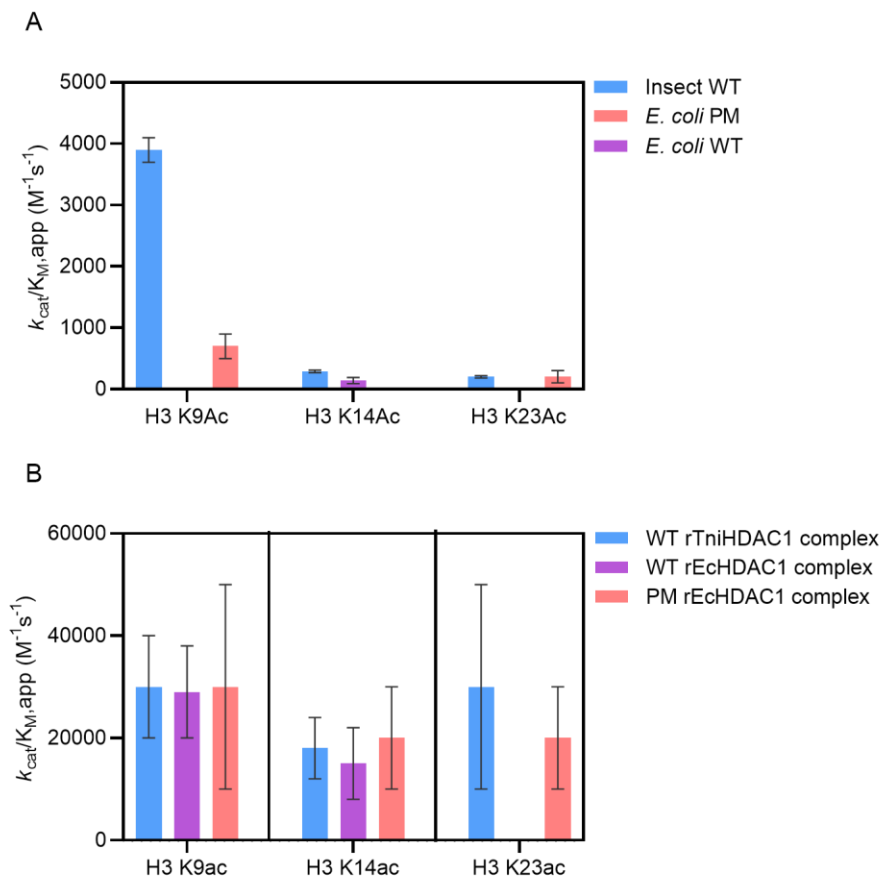 A
5000
4000
3000
2000
1000
0
kcat/KM,app (M⁻¹s⁻¹)
H3 K9Ac
H3 K14Ac
H3 K23Ac
Insect WT
E. coli PM
E. coli WT
B
60000
40000
20000
0
kcat/KM,app (M⁻¹s⁻¹)
H3 K9ac
H3 K14ac
H3 K23ac
WT rTniHDAC1 complex
WT rEcHDAC1 complex
PM rEcHDAC1 complex